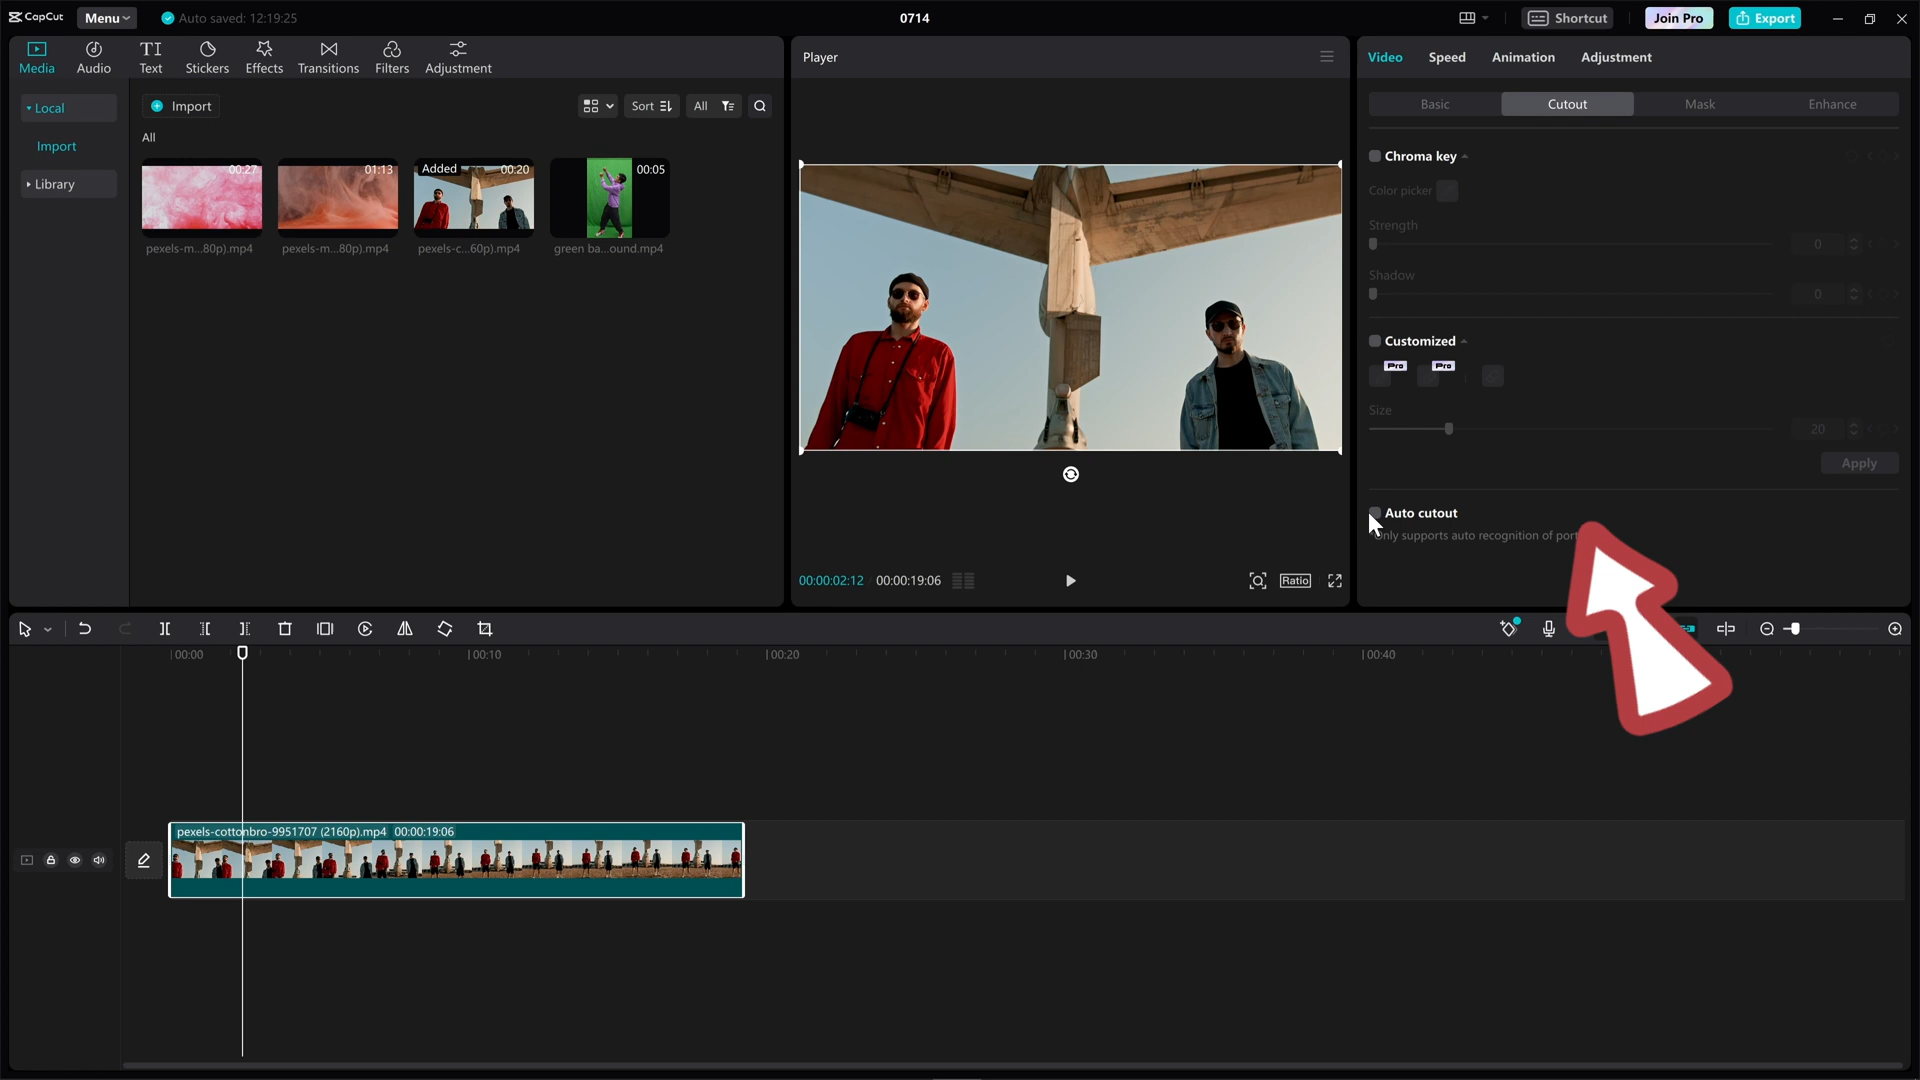 CapCut
Menu
Auto saved: 12:19:25
0714
Shortcut
Join Pro
Export
Media
Audio
Text
Stickers
Effects
Transitions
Filters
Adjustment
Player
Video
Speed
Animation
Adjustment
Local
Import
Library
Import
Sort
All
All
00:27
01:13
Added
00:20
00:05
pexels-m...80p).mp4
pexels-m...80p).mp4
pexels-c...60p).mp4
green ba...ound.mp4
Basic
Cutout
Mask
Enhance
Chroma key
Color picker
Strength
0
Shadow
0
Customized
Pro
Pro
Size
20
Apply
Auto cutout
Only supports auto recognition of port
00:00:02:12
00:00:19:06
Ratio
00:00
00:10
00:20
00:30
00:40
pexels-cottonbro-9951707 (2160p).mp4 00:00:19:06